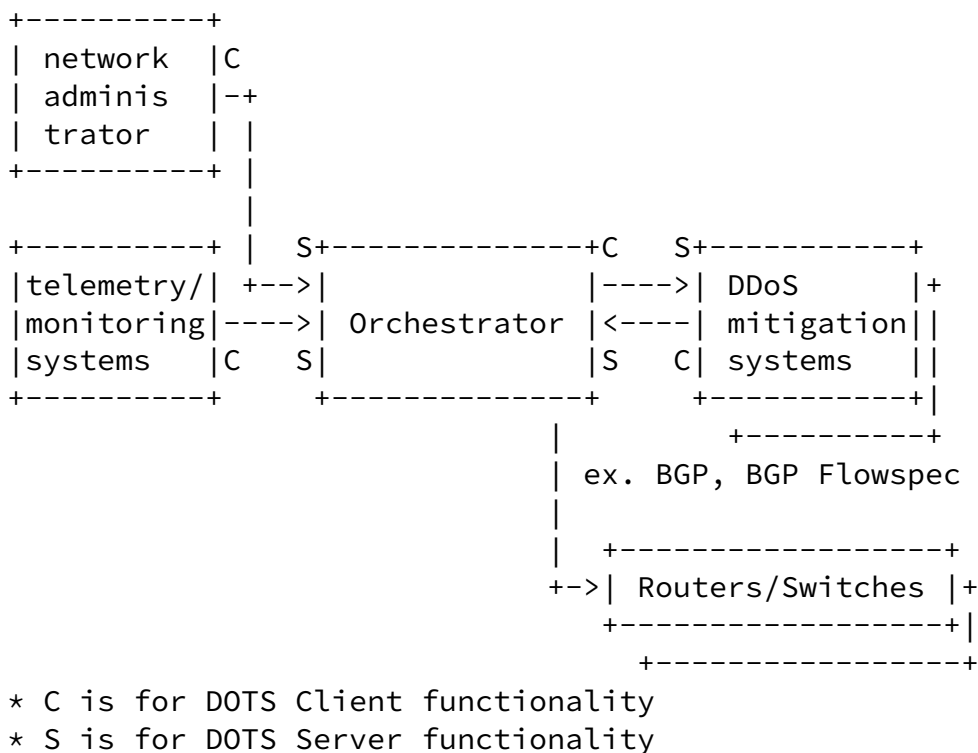 +----------+
| network  |C
| adminis  |-+
| trator   | |
+----------+ |
             |
+----------+ |  S+--------------+C   S+-----------+
|telemetry/| +-->|              |---->| DDoS      |+
|monitoring|---->| Orchestrator |<----| mitigation||
|systems   |C   S|              |S   C| systems   ||
+----------+     +--------------+     +-----------+|
                              |         +----------+
                              | ex. BGP, BGP Flowspec
                              |
                              |  +------------------+
                              +->| Routers/Switches |+
                                 +------------------+|
                                   +-----------------+
* C is for DOTS Client functionality
* S is for DOTS Server functionality